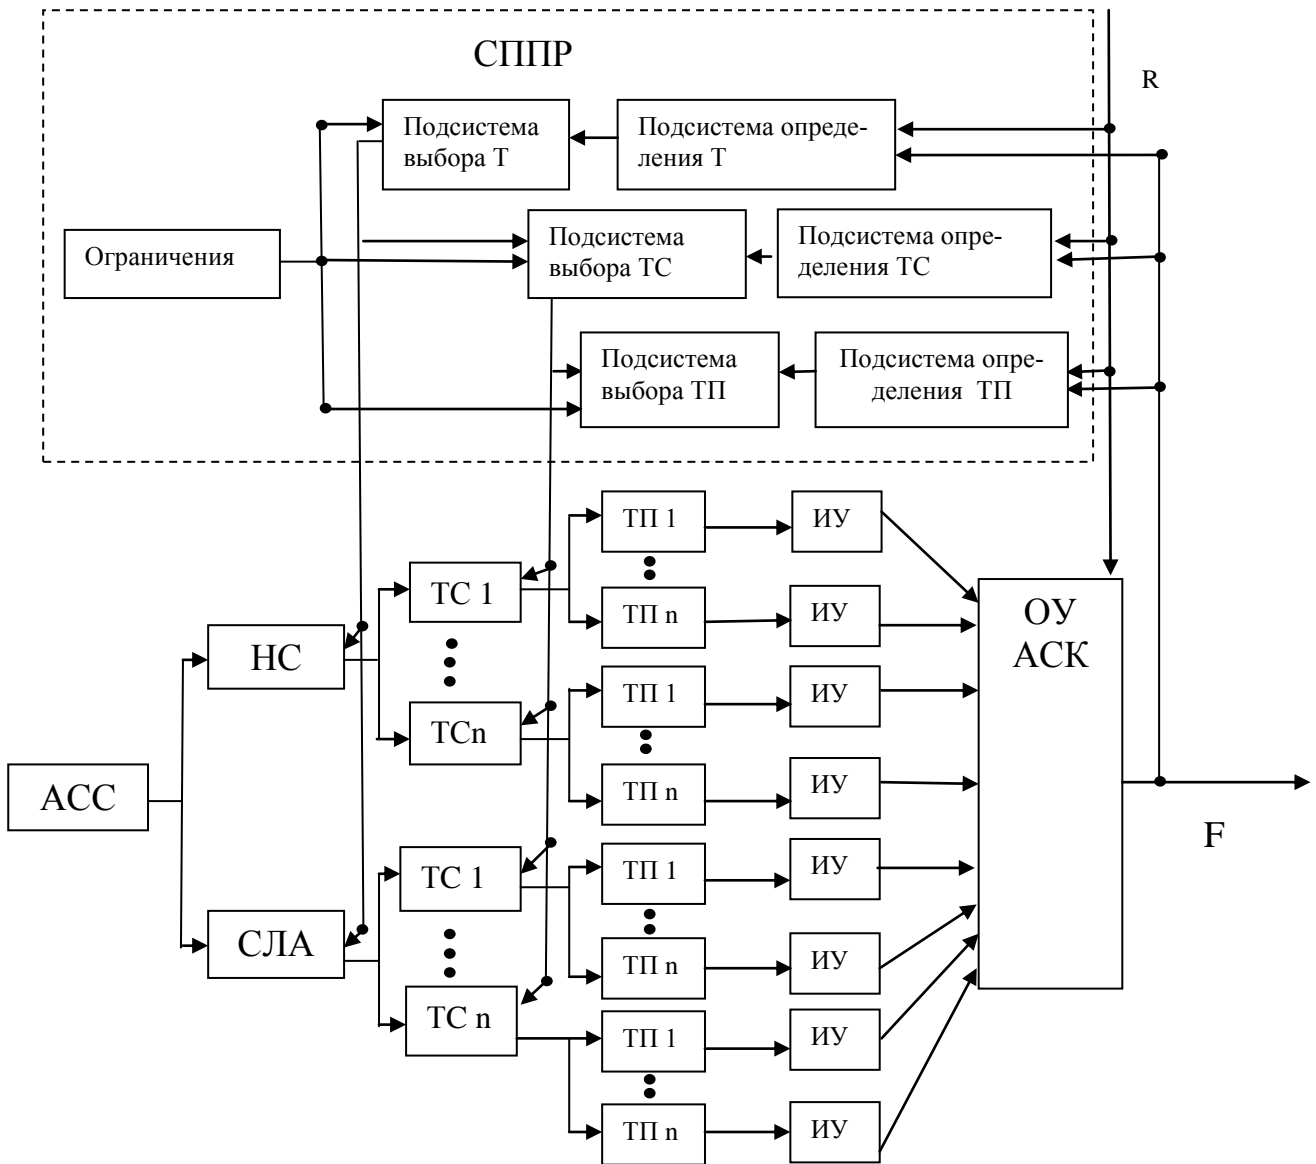 СППР
R
Подсистема
выбора Т
Подсистема опреде-
ления Т
Ограничения
Подсистема
выбора ТС
Подсистема опре-
деления ТС
Подсистема
выбора ТП
Подсистема опре-
деления ТП
ТП 1
ИУ
ТС 1
ТП n
ИУ
ОУ
АСК
НС
ТП 1
ИУ
ТСn
ТП n
ИУ
АСС
F
ТС 1
ТП 1
ИУ
СЛА
ТП n
ИУ
ТС n
ТП 1
ИУ
ТП n
ИУ